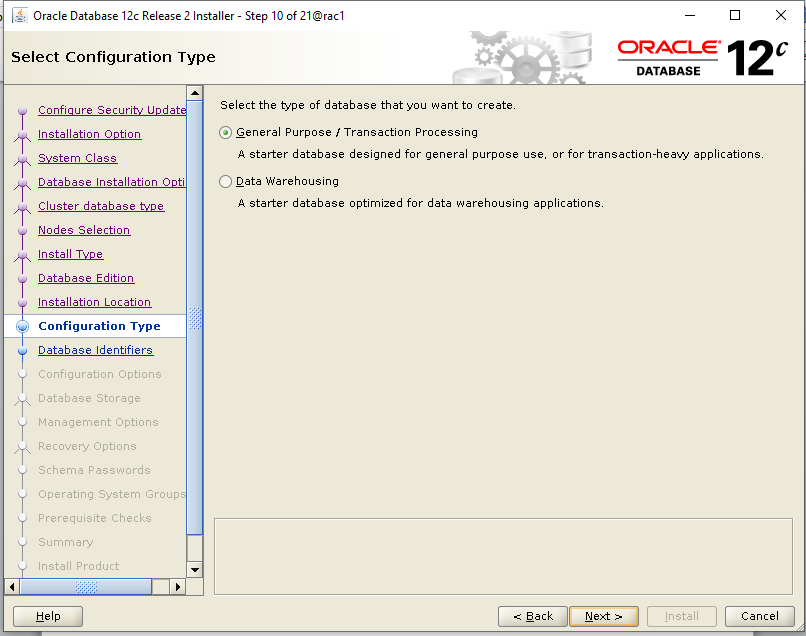 Oracle Database 12c Release 2 Installer - Step 10 of 21@rac1
Select Configuration Type
ORACLE®
DATABASE
12c
Configure Security Update
Installation Option
System Class
Database Installation Opti
Cluster database type
Nodes Selection
Install Type
Database Edition
Installation Location
Configuration Type
Database Identifiers
Configuration Options
Database Storage
Management Options
Recovery Options
Schema Passwords
Operating System Groups
Prerequisite Checks
Summary
Install Product
Select the type of database that you want to create.
General Purpose / Transaction Processing
A starter database designed for general purpose use, or for transaction-heavy applications.
Data Warehousing
A starter database optimized for data warehousing applications.
Help
< Back
Next >
Install
Cancel